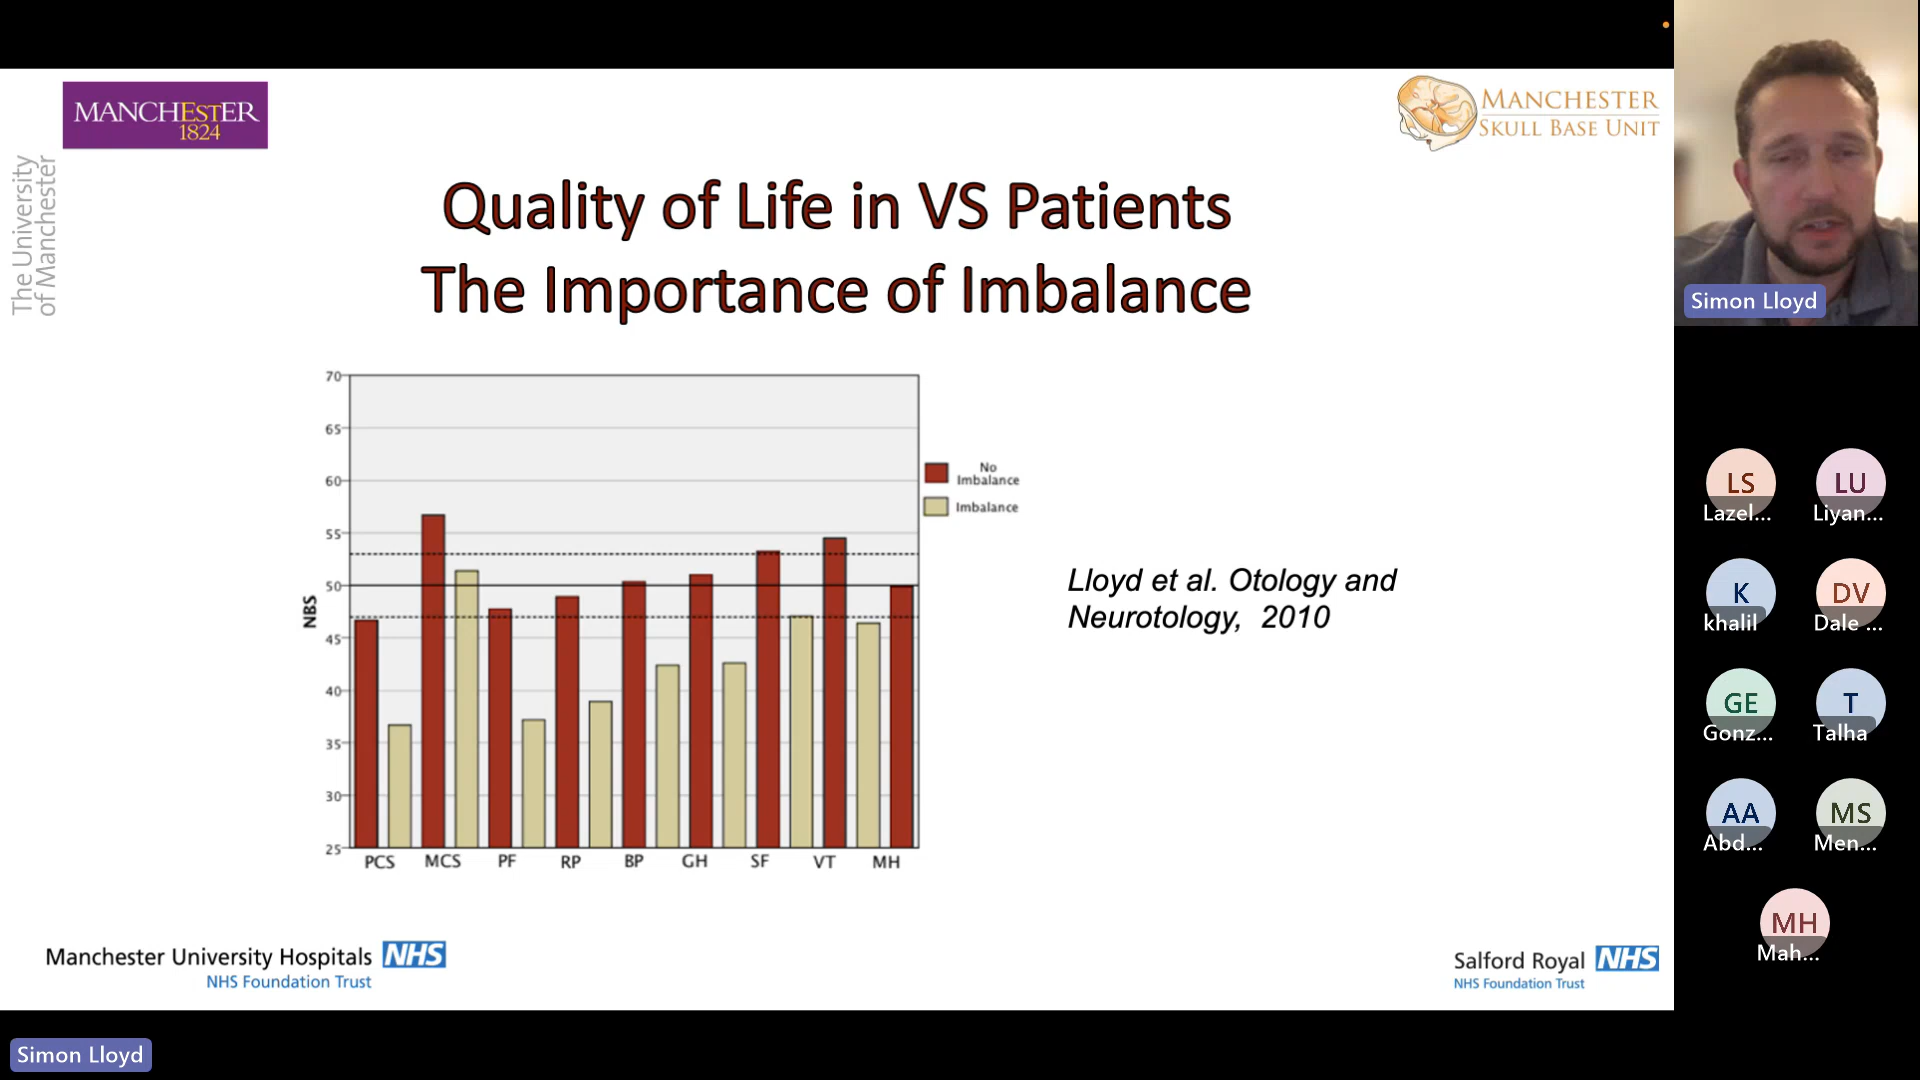 MANCHESTER
1824
The University
of Manchester
MANCHESTER
SKULL BASE UNIT
Quality of Life in VS Patients
The Importance of Imbalance
70
65
60
55
50
45
40
35
30
25
NBS
PCS MCS PF RP BP GH SF VT MH
No
Imbalance
Imbalance
Lloyd et al. Otology and
Neurotology, 2010
Manchester University Hospitals NHS
NHS Foundation Trust
Salford Royal NHS
NHS Foundation Trust
Simon Lloyd
Simon Lloyd
LS
Lazel...
LU
Liyan...
K
khalil
DV
Dale ...
GE
Gonz...
T
Talha
AA
Abd...
MS
Men...
MH
Mah...